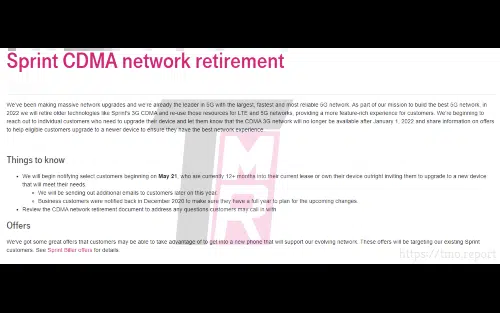 Sprint CDMA network retirement
We've been making massive network upgrades and we're already the leader in 5G with the largest, fastest and most reliable 5G network. As part of our mission to build the best 5G network, in
2022 we will retire older technologies like Sprint's 3G CDMA and re-use those resources for LTE and 5G networks, providing a more feature-rich experience for customers. We're beginning to
reach out to individual customers who need to upgrade their device and let them know that the CDMA 3G network will no longer be available after January 1, 2022 and share information on offers
to help eligible customers upgrade to a newer device to ensure they have the best network experience.
Things to know
• We will begin notifying select customers beginning on May 21, who are currently 12+ months into their current lease or own their device outright inviting them to upgrade to a new device
that will meet their needs.
• We will be sending out additional emails to customers later on this year.
• Business customers were notified back in December 2020 to make sure they have a full year to plan for the upcoming changes.
• Review the CDMA network retirement document to address any questions customers may call in with.
Offers
We've got some great offers that customers may be able to take advantage of to get into a new phone that will support our evolving network. These offers will be targeting our existing Sprint
customers. See Sprint Biller offers for details.
TMR
https://tmo.report